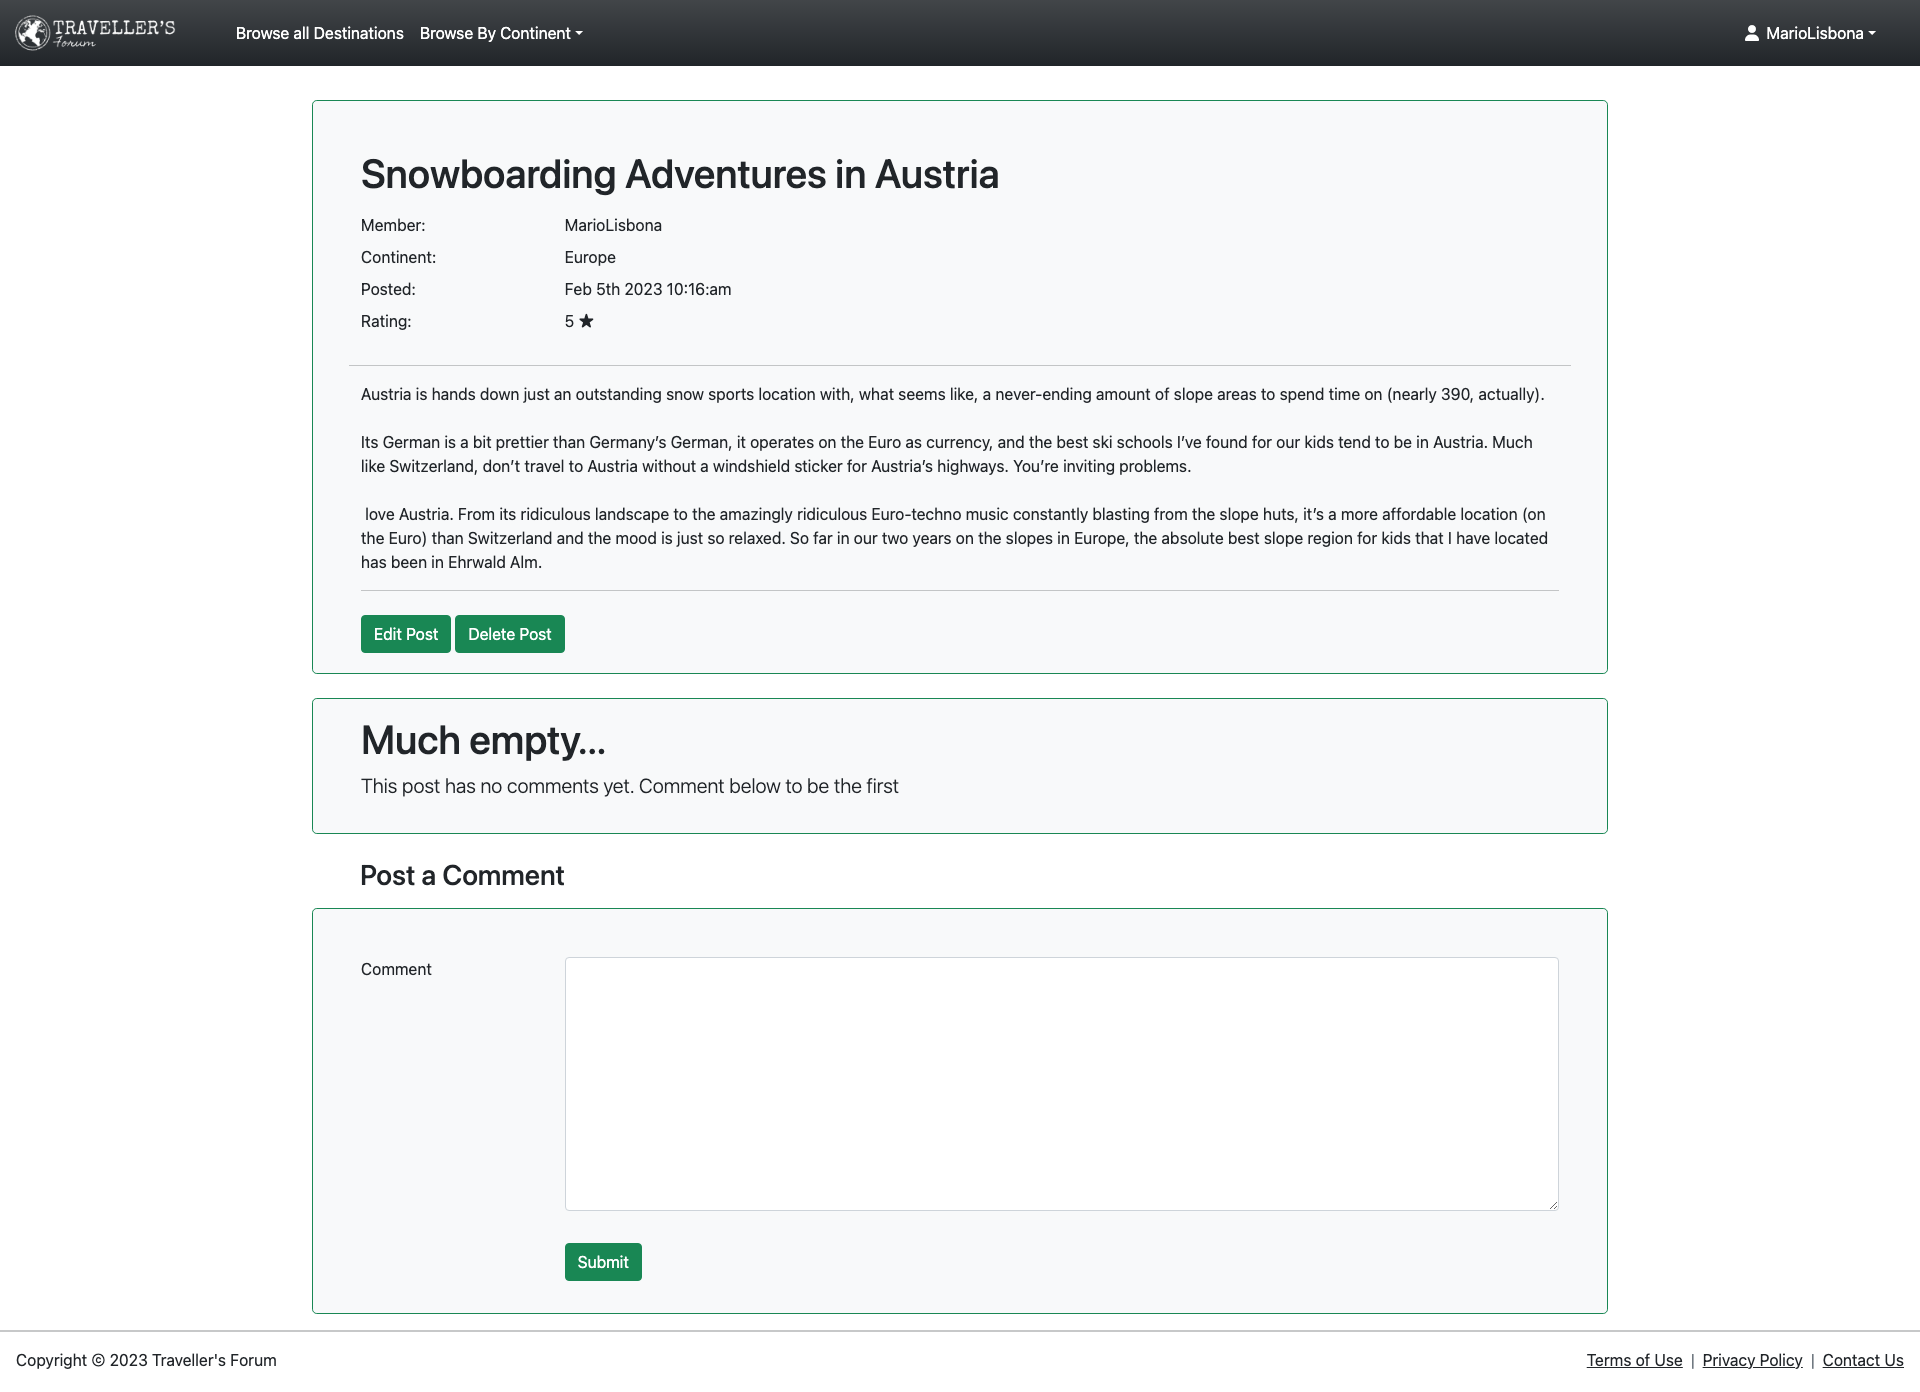 TRAVELLER'S
Forum
Browse all Destinations
Browse By Continent
MarioLisbona
Snowboarding Adventures in Austria
Member: MarioLisbona
Continent: Europe
Posted: Feb 5th 2023 10:16:am
Rating: 5 ★
Austria is hands down just an outstanding snow sports location with, what seems like, a never-ending amount of slope areas to spend time on (nearly 390, actually).
Its German is a bit prettier than Germany’s German, it operates on the Euro as currency, and the best ski schools I’ve found for our kids tend to be in Austria. Much
like Switzerland, don’t travel to Austria without a windshield sticker for Austria’s highways. You’re inviting problems.
love Austria. From its ridiculous landscape to the amazingly ridiculous Euro-techno music constantly blasting from the slope huts, it’s a more affordable location (on
the Euro) than Switzerland and the mood is just so relaxed. So far in our two years on the slopes in Europe, the absolute best slope region for kids that I have located
has been in Ehrwald Alm.
Edit Post
Delete Post
Much empty...
This post has no comments yet. Comment below to be the first
Post a Comment
Comment
Submit
Copyright © 2023 Traveller's Forum
Terms of Use | Privacy Policy | Contact Us